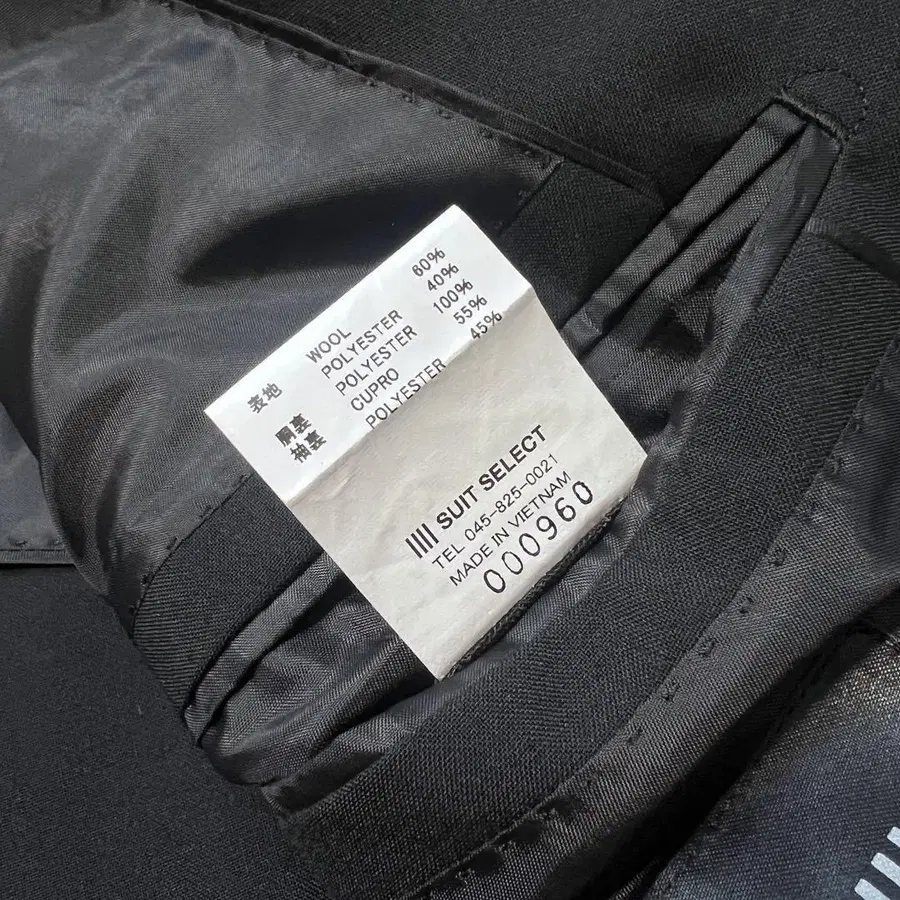 表地 WOOL 60%
POLYESTER 40%
胴裏 POLYESTER 100%
袖裏 CUPRO 55%
POLYESTER 45%
SUIT SELECT
TEL 045-825-0021
MADE IN VIETNAM
000960